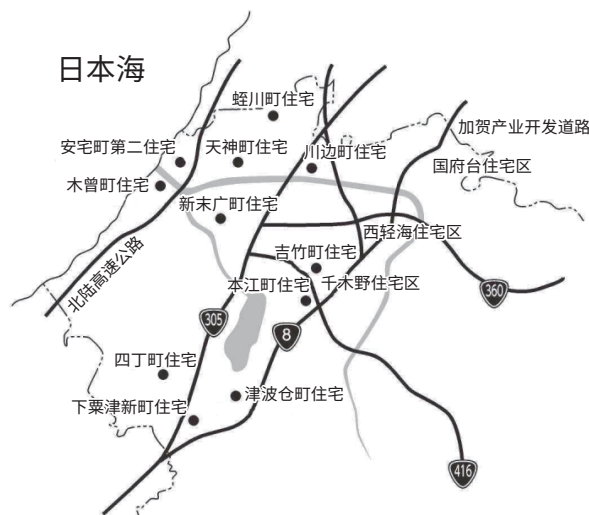 日本海
蛭川町住宅
加贺产业开发道路
安宅町第二住宅
天神町住宅
川边町住宅
国府台住宅区
木曾町住宅
新末广町住宅
西轻海住宅区
北陆高速公路
吉竹町住宅
本江町住宅
千木野住宅区
360
305
8
四丁町住宅
津波仓町住宅
下粟津新町住宅
416